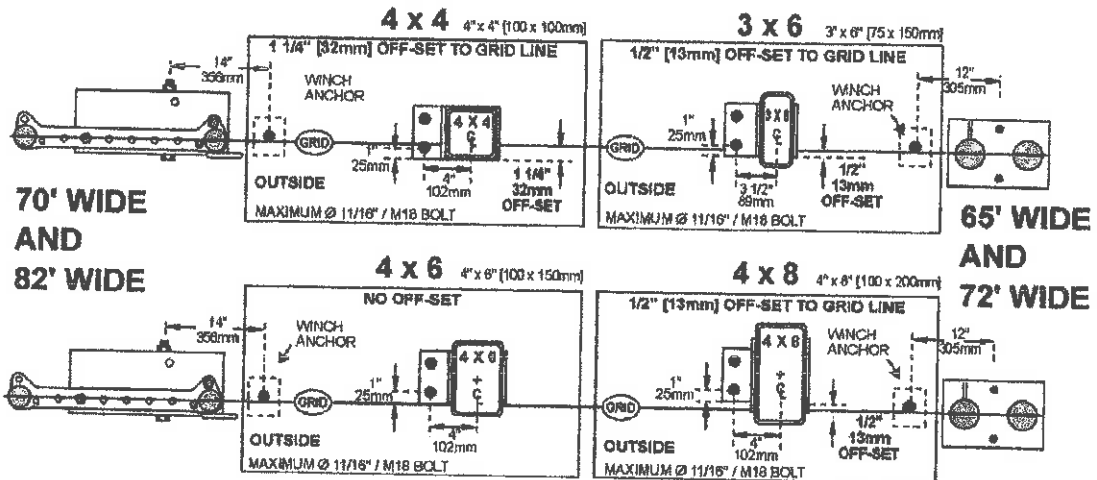 4 x 4 4" x 4" [100 x 100mm]
1 1/4" [32mm] OFF-SET TO GRID LINE
14"
356mm
WINCH
ANCHOR
4 X 4
GRID
1"
25mm
4"
102mm
1 1/4"
32mm
OFF-SET
OUTSIDE
MAXIMUM Ø 11/16" / M18 BOLT
3 x 6 3" x 6" [75 x 150mm]
1/2" [13mm] OFF-SET TO GRID LINE
12"
305mm
WINCH
ANCHOR
3 X 6
GRID
1"
25mm
3 1/2"
89mm
1/2"
13mm
OFF-SET
OUTSIDE
MAXIMUM Ø 11/16" / M18 BOLT
70' WIDE
AND
82' WIDE
65' WIDE
AND
72' WIDE
4 x 6 4" x 6" [100 x 150mm]
NO OFF-SET
14"
356mm
WINCH
ANCHOR
4 X 6
GRID
1"
25mm
4"
102mm
OUTSIDE
MAXIMUM Ø 11/16" / M18 BOLT
4 x 8 4" x 8" [100 x 200mm]
1/2" [13mm] OFF-SET TO GRID LINE
12"
305mm
WINCH
ANCHOR
4 X 8
GRID
1"
25mm
4"
102mm
1/2"
13mm
OFF-SET
OUTSIDE
MAXIMUM Ø 11/16" / M18 BOLT